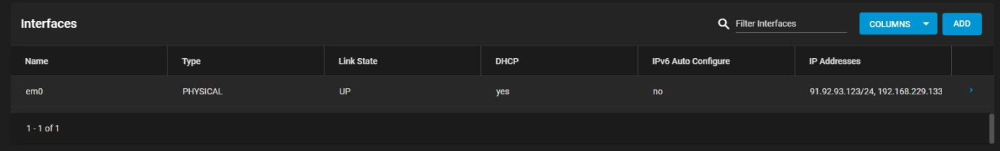 Interfaces
Filter Interfaces
COLUMNS
ADD
Name Type Link State DHCP IPv6 Auto Configure IP Addresses
em0 PHYSICAL UP yes no 91.92.93.123/24, 192.168.229.133
1 - 1 of 1